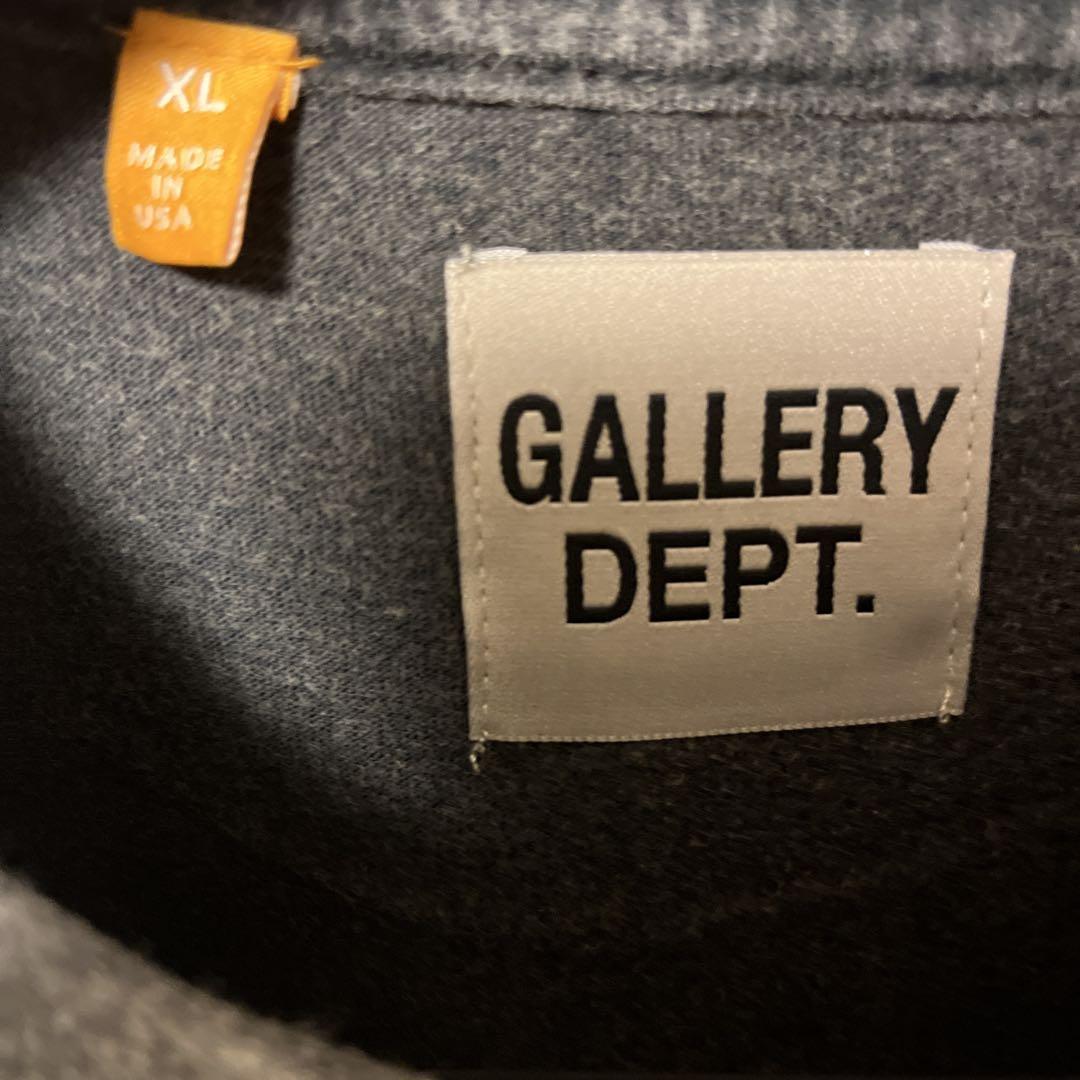 XL
MADE
IN
USA
GALLERY
DEPT.